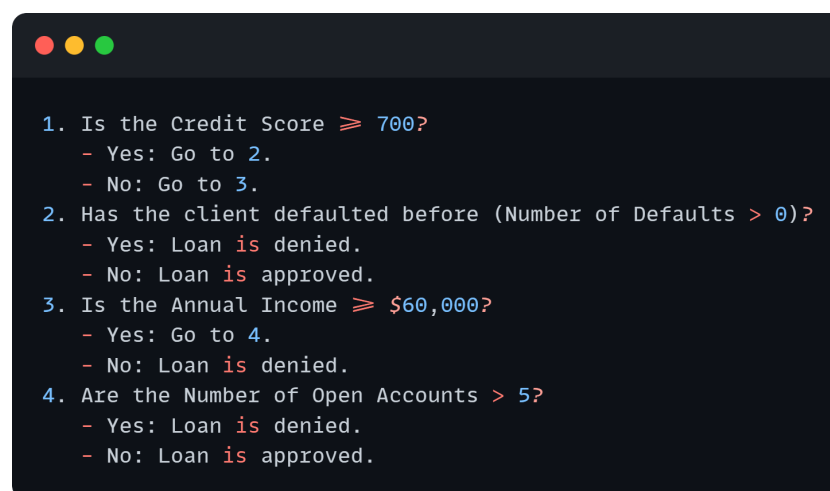 1. Is the Credit Score >= 700?
- Yes: Go to 2.
- No: Go to 3.
2. Has the client defaulted before (Number of Defaults > 0)?
- Yes: Loan is denied.
- No: Loan is approved.
3. Is the Annual Income >= $60,000?
- Yes: Go to 4.
- No: Loan is denied.
4. Are the Number of Open Accounts > 5?
- Yes: Loan is denied.
- No: Loan is approved.